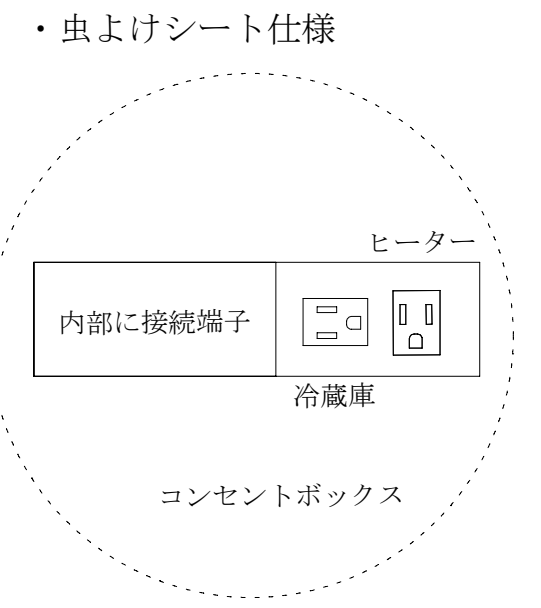 ・虫よけシート仕様
ヒーター
内部に接続端子
冷蔵庫
コンセントボックス